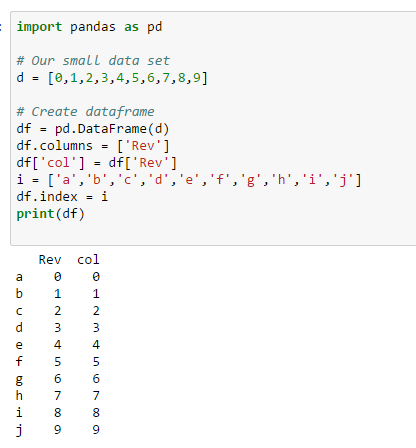 import pandas as pd
# Our small data set
d = [0,1,2,3,4,5,6,7,8,9]
# Create dataframe
df = pd.DataFrame(d)
df.columns = ['Rev']
df['col'] = df['Rev']
i = ['a','b','c','d','e','f','g','h','i','j']
df.index = i
print(df)
Rev col
a 0 0
b 1 1
c 2 2
d 3 3
e 4 4
f 5 5
g 6 6
h 7 7
i 8 8
j 9 9